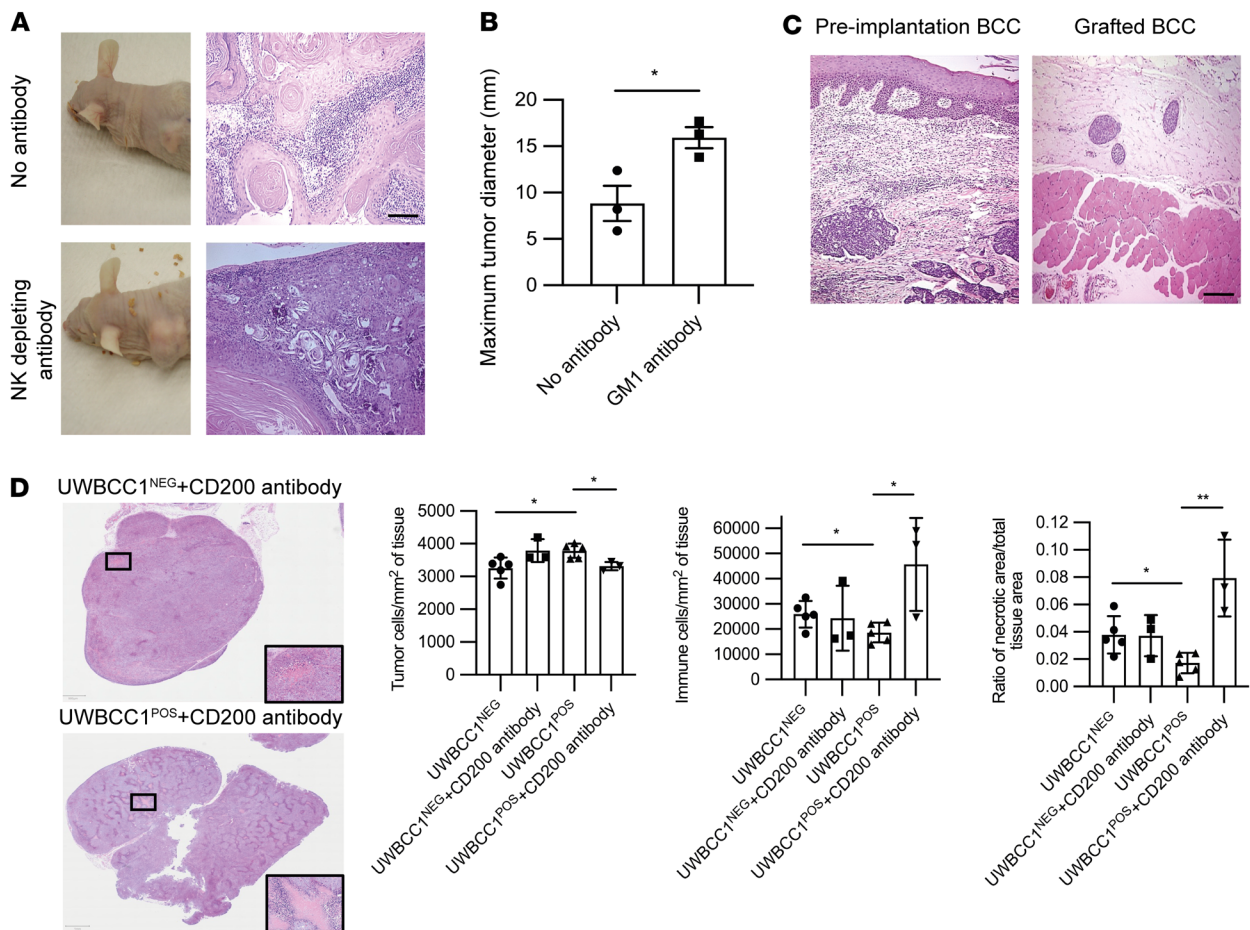 A
No antibody
NK depleting
antibody
B
Maximum tumor diameter (mm)
20
15
10
5
0
*
No antibody
GM1 antibody
C
Pre-implantation BCC
Grafted BCC
D
UWBCC1NEG+CD200 antibody
UWBCC1POS+CD200 antibody
Tumor cells/mm2 of tissue
5000
4000
3000
2000
1000
0
*
*
UWBCC1NEG
UWBCC1NEG+CD200 antibody
UWBCC1POS
UWBCC1POS+CD200 antibody
Immune cells/mm2 of tissue
60000
50000
40000
30000
20000
10000
0
*
*
UWBCC1NEG
UWBCC1NEG+CD200 antibody
UWBCC1POS
UWBCC1POS+CD200 antibody
Ratio of necrotic area/total
tissue area
0.12
0.10
0.08
0.06
0.04
0.02
0.00
*
**
UWBCC1NEG
UWBCC1NEG+CD200 antibody
UWBCC1POS
UWBCC1POS+CD200 antibody